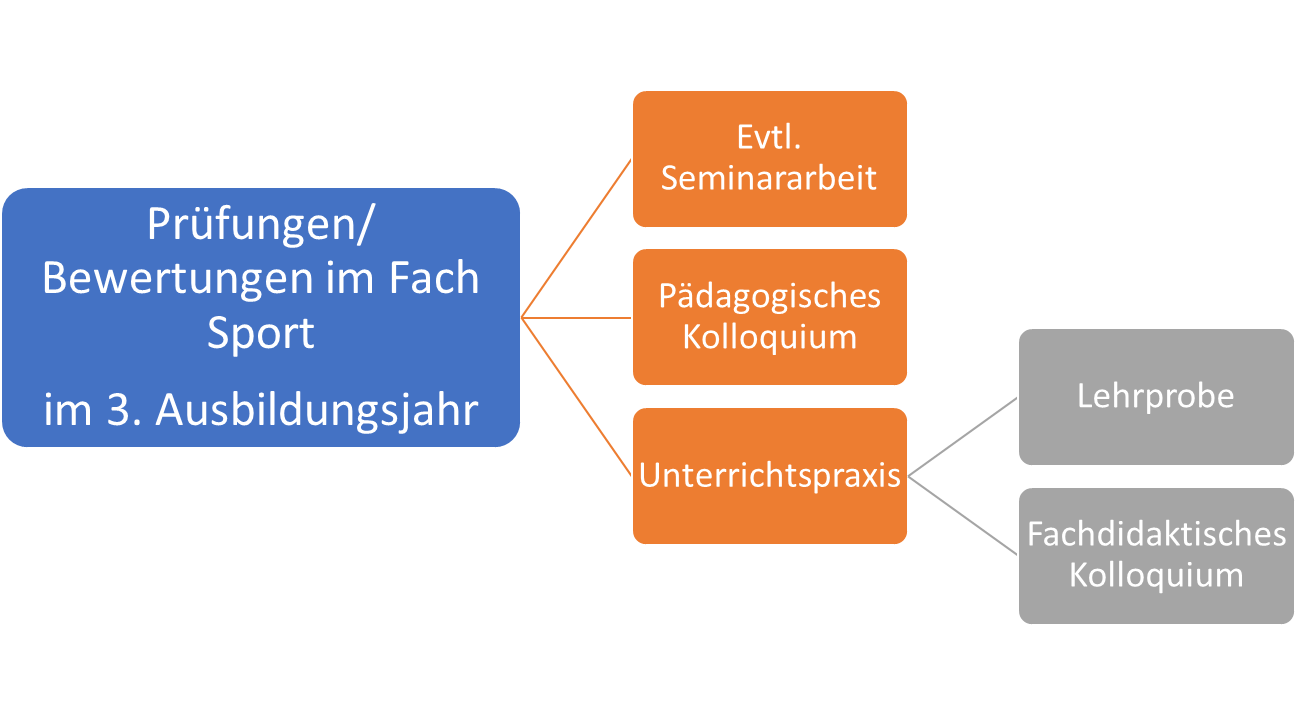 Prüfungen/
Bewertungen im Fach
Sport
im 3. Ausbildungsjahr
Evtl.
Seminararbeit
Pädagogisches
Kolloquium
Unterrichtspraxis
Lehrprobe
Fachdidaktisches
Kolloquium